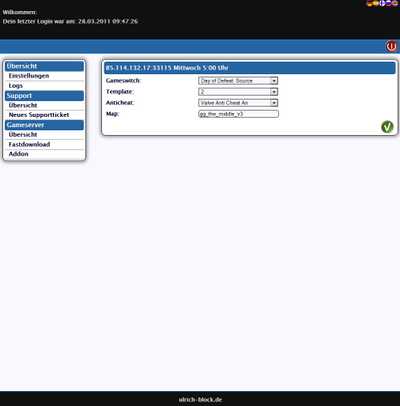 Wilkommen:
Dein letzter Login war am: 28.03.2011 09:47:26
Übersicht
Einstellungen
Logs
Support
Übersicht
Neues Supportticket
Gameserver
Übersicht
Fastdownload
Addon
85.114.132.17:33115 Mittwoch 5:00 Uhr
Gameswitch: Day of Defeat: Source
Template: 2
Anticheat: Valve Anti Cheat An
Map: gg_the_middle_v3
ulrich-block.de